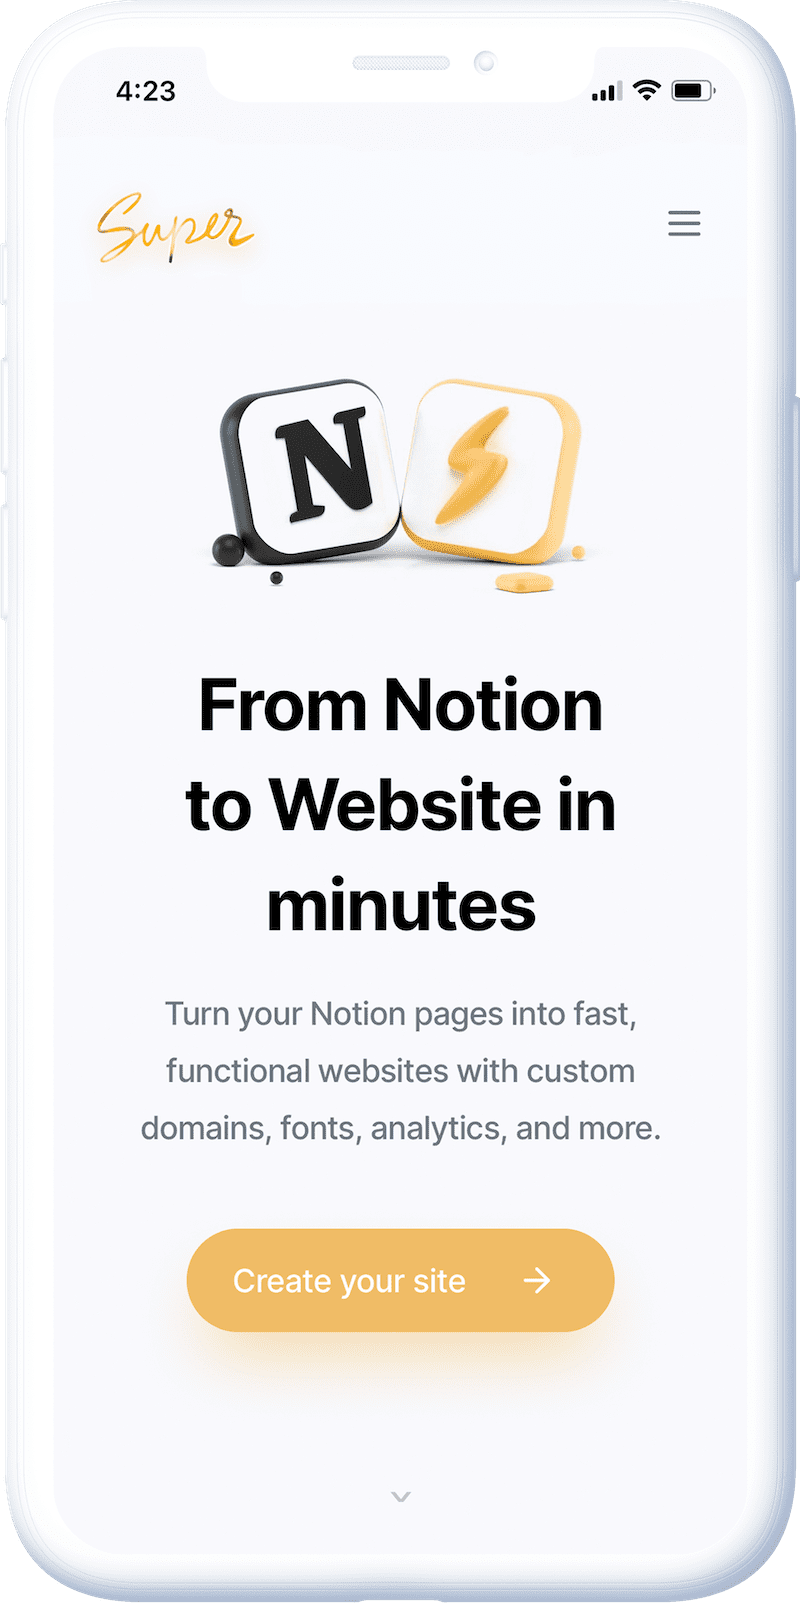 4:23
Super
N
From Notion
to Website in
minutes
Turn your Notion pages into fast,
functional websites with custom
domains, fonts, analytics, and more.
Create your site